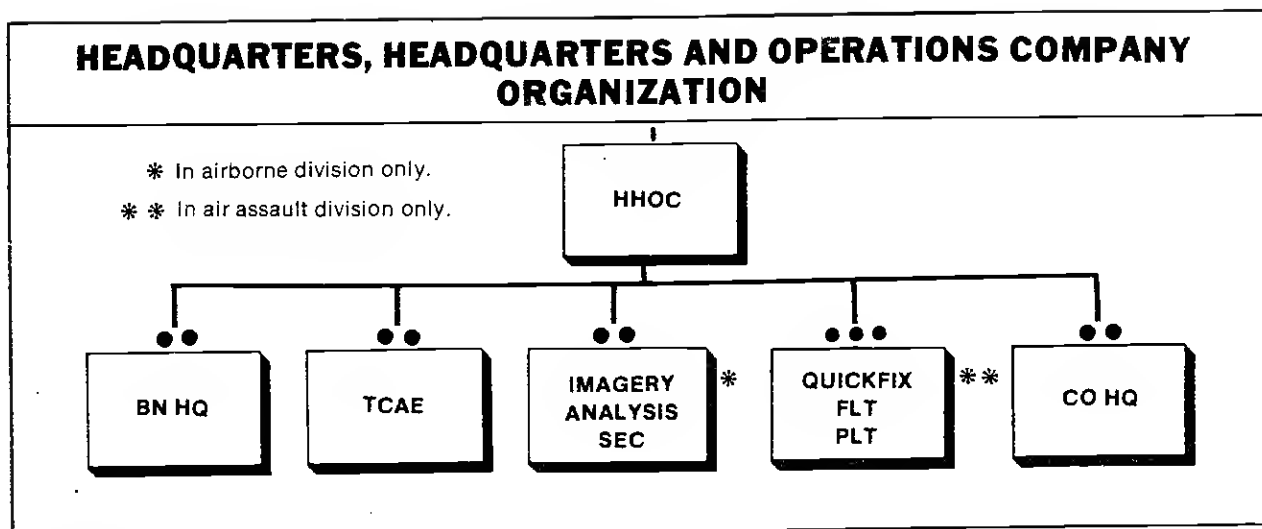 HEADQUARTERS, HEADQUARTERS AND OPERATIONS COMPANY
ORGANIZATION
* In airborne division only.
* * In air assault division only.
HHOC
BN HQ
TCAE
IMAGERY
ANALYSIS
SEC
*
QUICKFIX
FLT
PLT
**
CO HQ